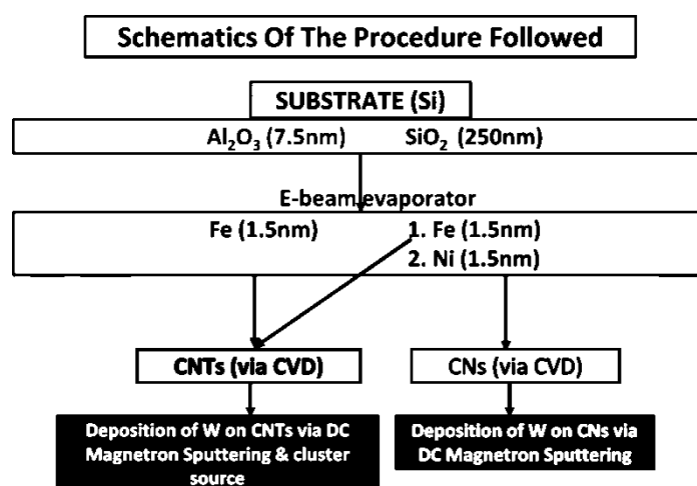 Schematics Of The Procedure Followed
SUBSTRATE (Si)
Al₂O₃ (7.5nm) SiO₂ (250nm)
E-beam evaporator
Fe (1.5nm) 1. Fe (1.5nm)
2. Ni (1.5nm)
CNTs (via CVD) CNs (via CVD)
Deposition of W on CNTs via DC
Magnetron Sputtering & cluster
source
Deposition of W on CNs via
DC Magnetron Sputtering